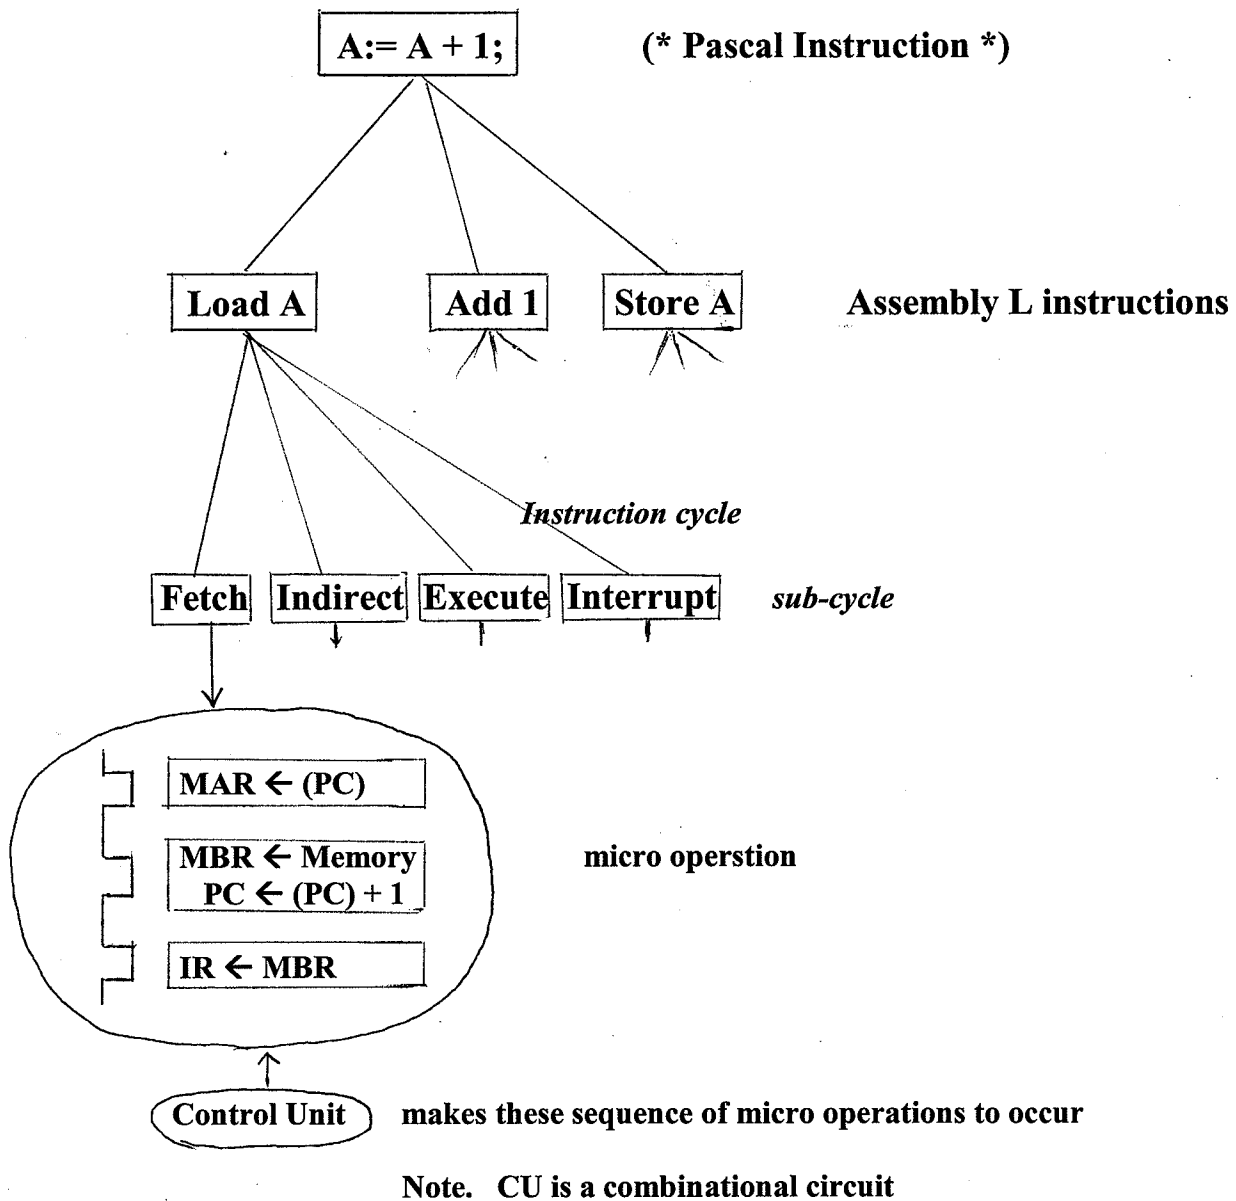 A:= A + 1; (* Pascal Instruction *)
Load A Add 1 Store A Assembly L instructions
Instruction cycle
Fetch Indirect Execute Interrupt sub-cycle
MAR ← (PC)
MBR ← Memory
micro operstion
PC ← (PC) + 1
IR ← MBR
Control Unit makes these sequence of micro operations to occur
Note. CU is a combinational circuit